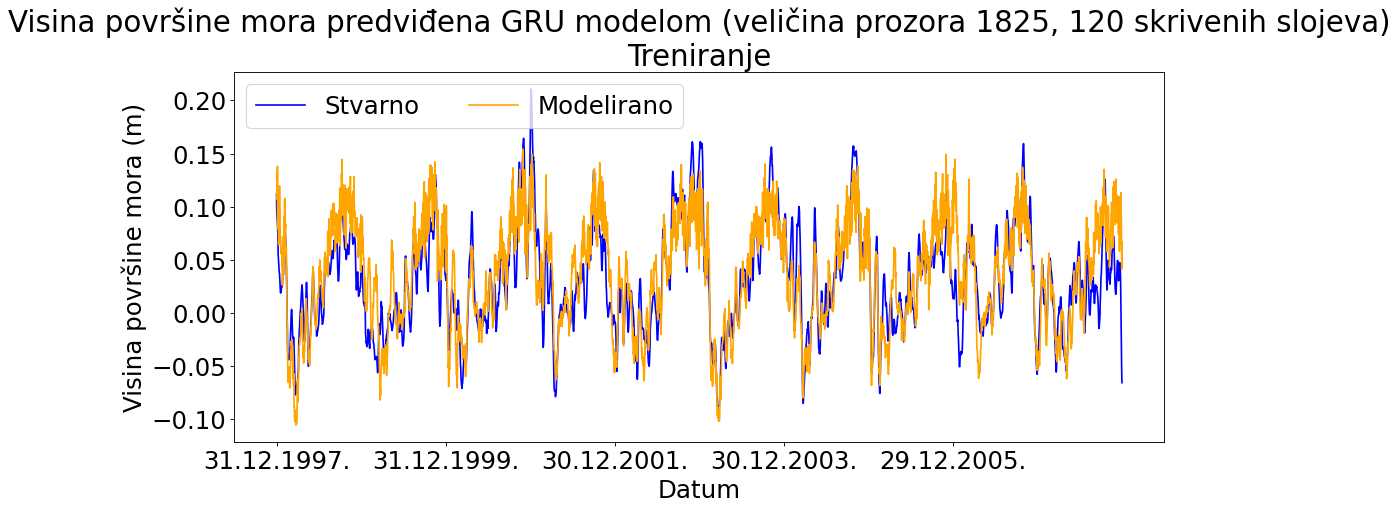 Visina površine mora predviđena GRU modelom (veličina prozora 1825, 120 skrivenih slojeva)
Treniranje
Stvarno
Modelirano
Visina površine mora (m)
0.20
0.15
0.10
0.05
0.00
−0.05
−0.10
31.12.1997.
31.12.1999.
30.12.2001.
30.12.2003.
29.12.2005.
Datum